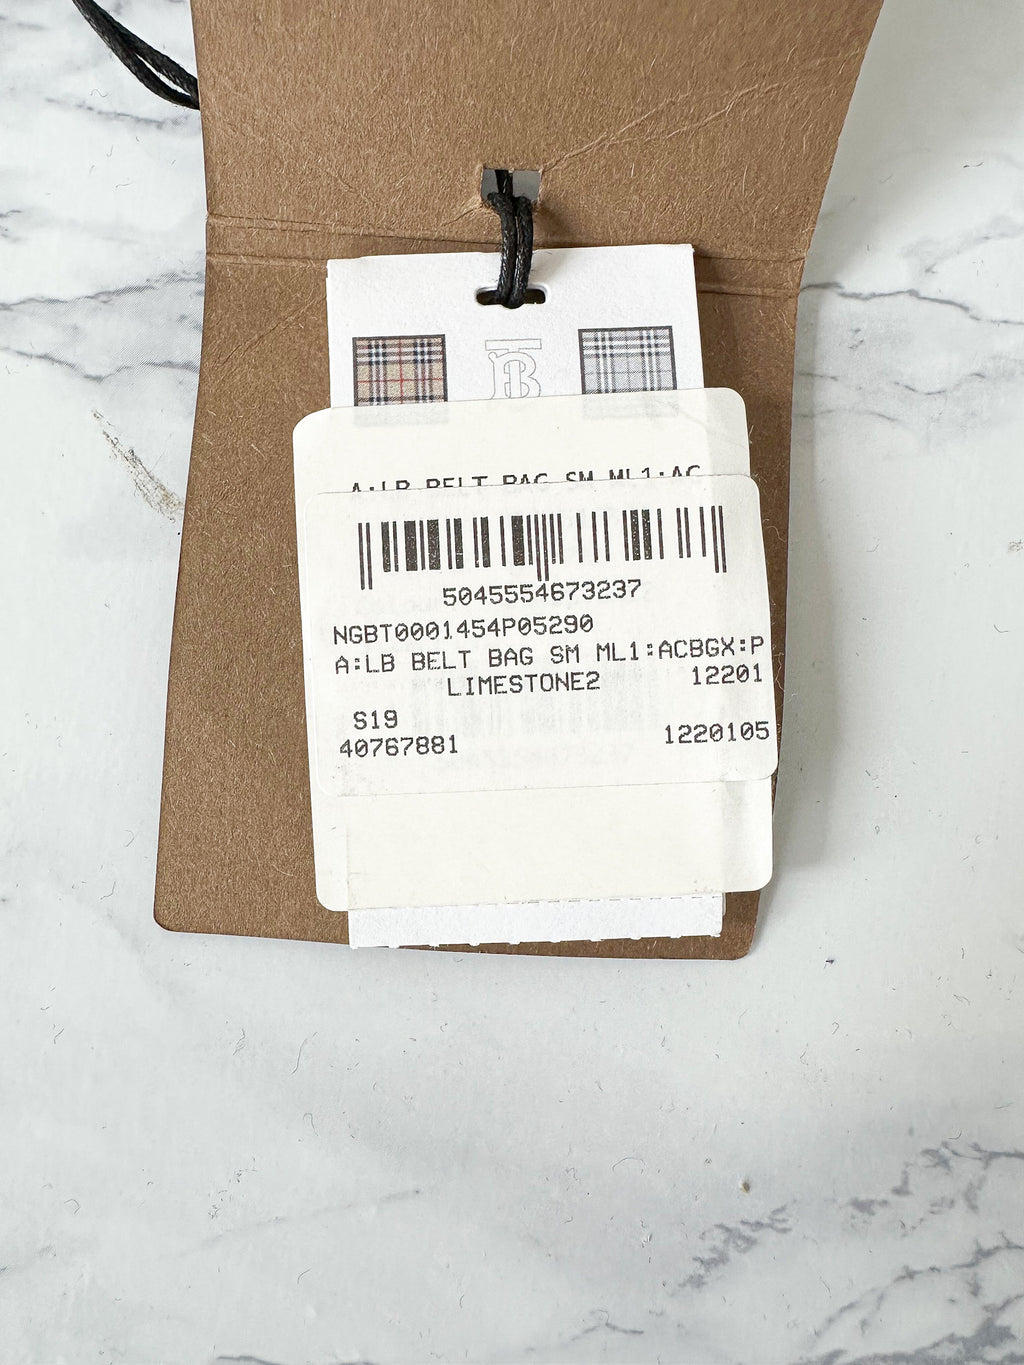 TB
A:LB BELT BAG SM ML1:AC
5045554673237
NGBT0001454P05290
A:LB BELT BAG SM ML1:ACBGX:P
LIMESTONE2 12201
S19
40767881 1220105